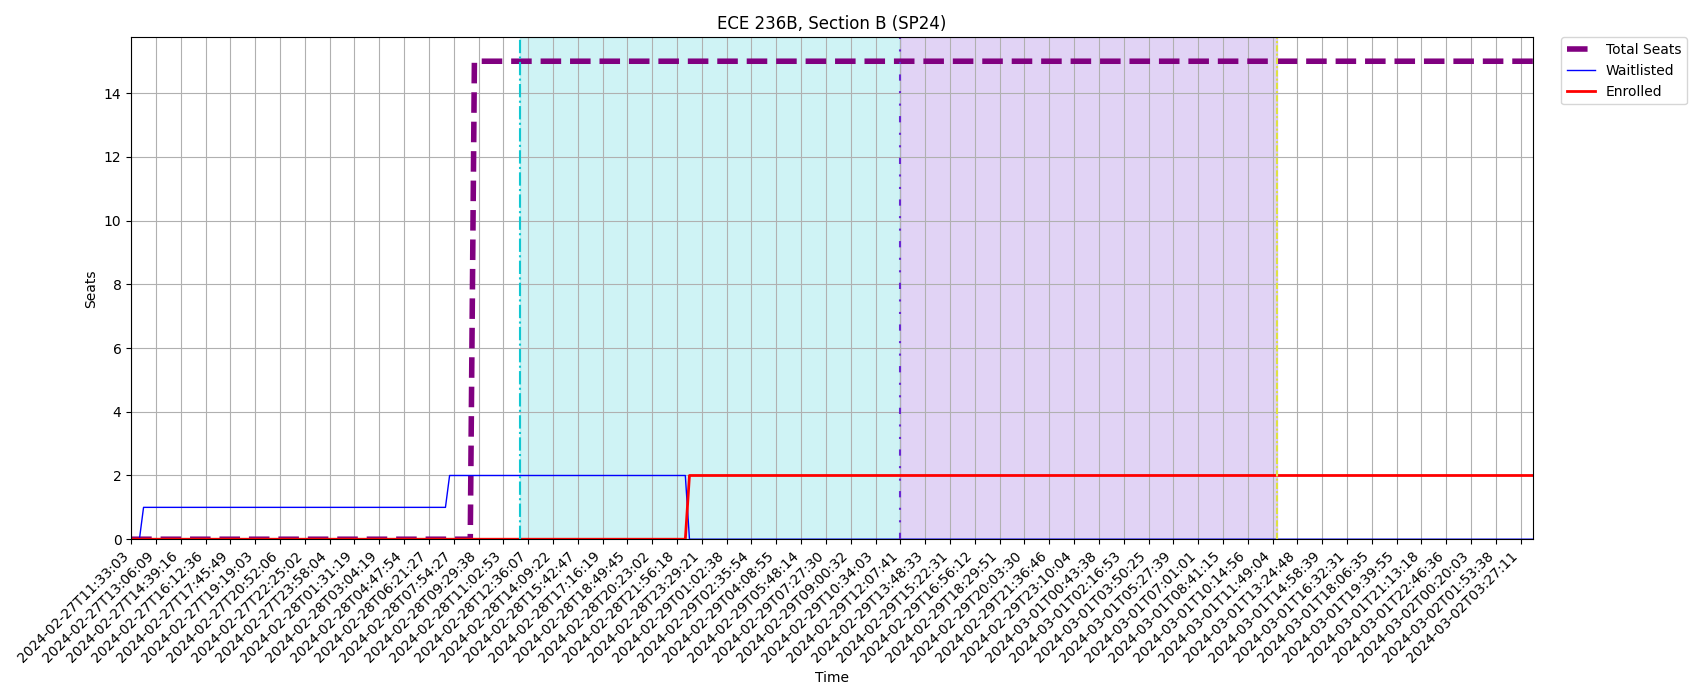 ECE 236B, Section B (SP24)
Total Seats
Waitlisted
Enrolled
Seats
14
12
10
8
6
4
2
0
2024-02-27T11:33:03
2024-02-27T13:06:09
2024-02-27T14:39:16
2024-02-27T16:12:36
2024-02-27T17:45:49
2024-02-27T19:19:03
2024-02-27T20:52:06
2024-02-27T22:25:02
2024-02-27T23:58:04
2024-02-28T01:31:19
2024-02-28T03:04:19
2024-02-28T04:47:54
2024-02-28T06:21:27
2024-02-28T07:54:27
2024-02-28T09:29:38
2024-02-28T11:02:53
2024-02-28T12:36:07
2024-02-28T14:09:22
2024-02-28T15:42:47
2024-02-28T17:16:19
2024-02-28T18:49:45
2024-02-28T20:23:02
2024-02-28T21:56:18
2024-02-28T23:29:21
2024-02-29T01:02:38
2024-02-29T02:35:54
2024-02-29T04:08:55
2024-02-29T05:48:14
2024-02-29T07:27:30
2024-02-29T09:00:32
2024-02-29T10:34:03
2024-02-29T12:07:41
2024-02-29T13:48:33
2024-02-29T15:22:31
2024-02-29T16:56:12
2024-02-29T18:29:51
2024-02-29T20:03:30
2024-02-29T21:36:46
2024-02-29T23:10:04
2024-03-01T00:43:38
2024-03-01T02:16:53
2024-03-01T03:50:25
2024-03-01T05:27:39
2024-03-01T07:01:01
2024-03-01T08:41:15
2024-03-01T10:14:56
2024-03-01T11:49:04
2024-03-01T13:24:48
2024-03-01T14:58:39
2024-03-01T16:32:31
2024-03-01T18:06:35
2024-03-01T19:39:55
2024-03-01T21:13:18
2024-03-01T22:46:36
2024-03-02T00:20:03
2024-03-02T01:53:38
2024-03-02T03:27:11
Time